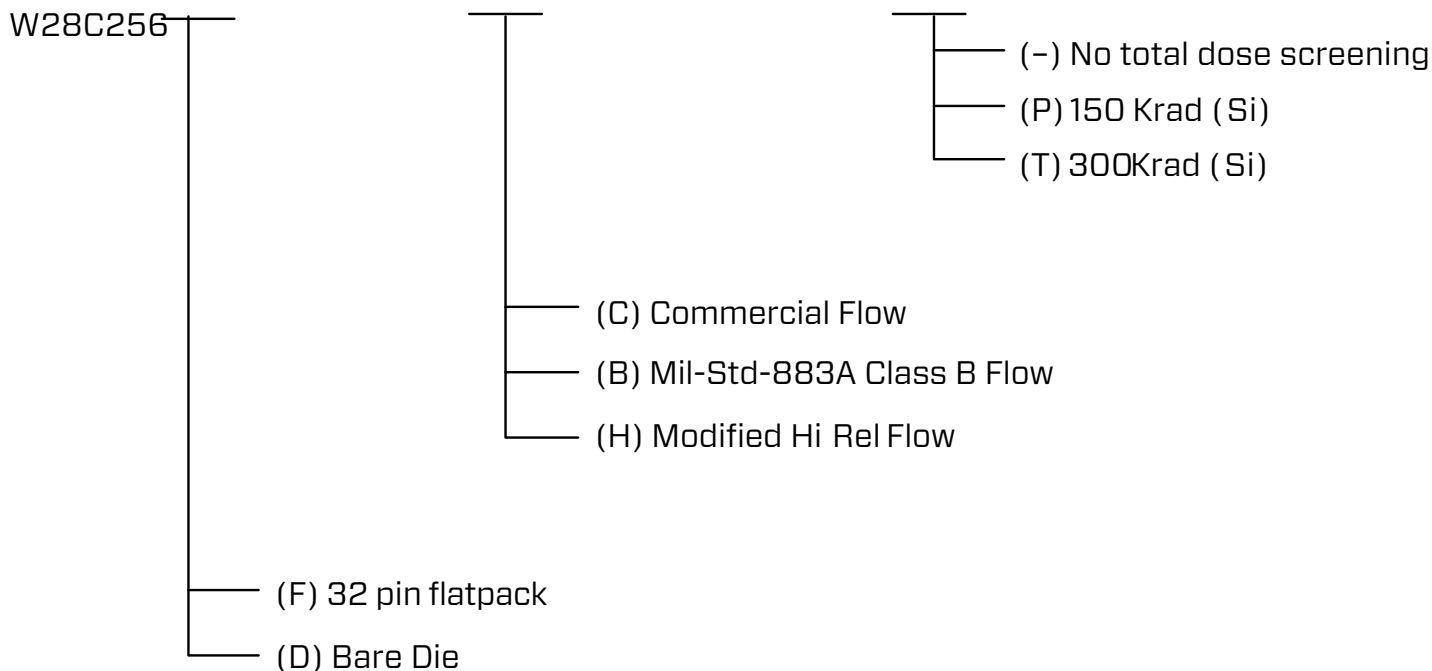 W28C256
(–) No total dose screening
(P) 150 Krad (Si)
(T) 300Krad (Si)
(C) Commercial Flow
(B) Mil-Std-883A Class B Flow
(H) Modified Hi Rel Flow
(F) 32 pin flatpack
(D) Bare Die